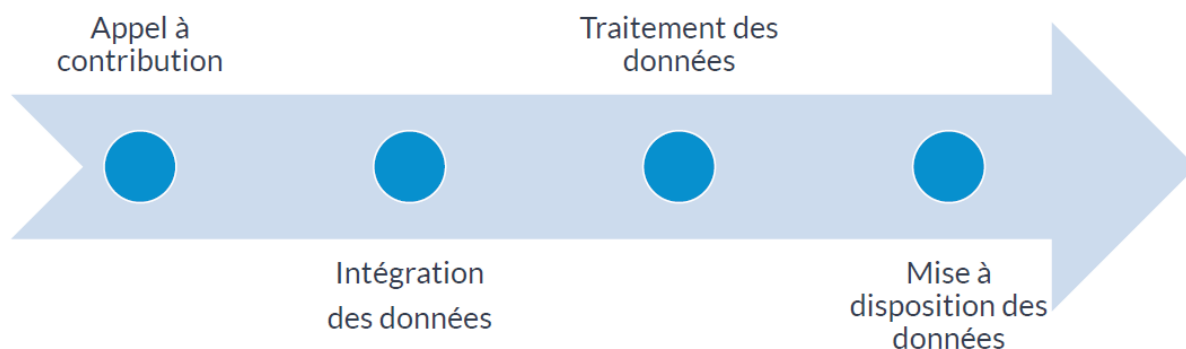 Appel à
contribution
Intégration
des données
Traitement des
données
Mise à
disposition des
données